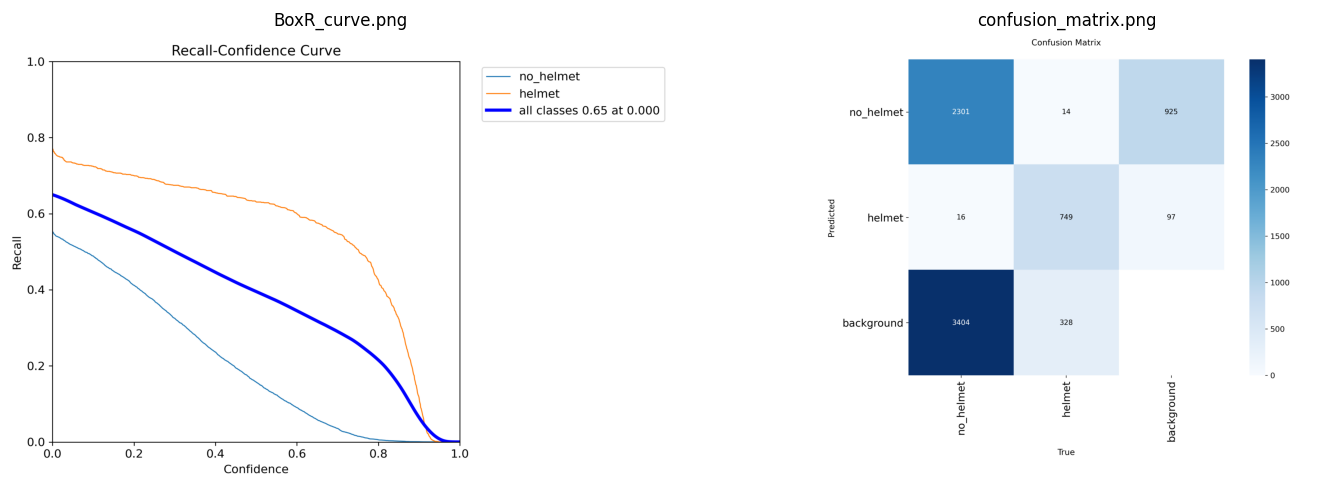 BoxR_curve.png
Recall-Confidence Curve
1.0
0.8
0.6
0.4
0.2
0.0
Recall
0.0 0.2 0.4 0.6 0.8 1.0
Confidence
no_helmet
helmet
all classes 0.65 at 0.000
confusion_matrix.png
Confusion Matrix
no_helmet 2301 14 925
helmet 16 749 97
background 3404 328
Predicted
no_helmet helmet background
True
3000
2500
2000
1500
1000
500
0